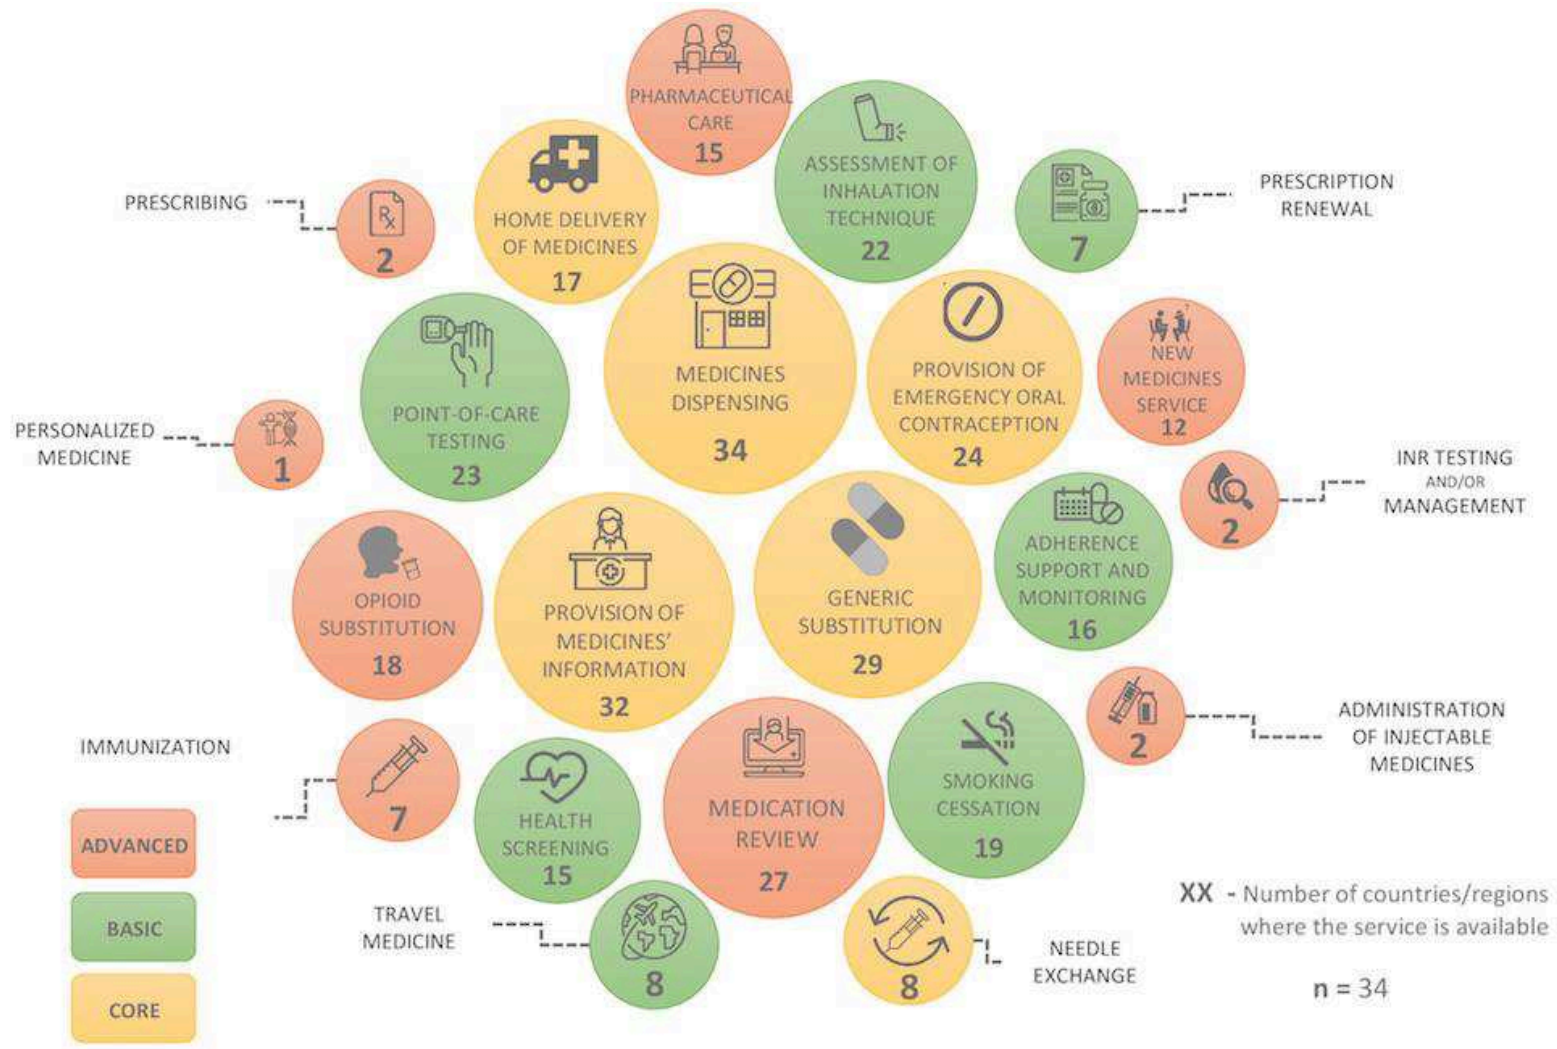 PHARMACEUTICAL
CARE
15
ASSESSMENT OF
INHALATION
TECHNIQUE
22
PRESCRIPTION
RENEWAL
7
PRESCRIBING
Rx
2
HOME DELIVERY
OF MEDICINES
17
MEDICINES
DISPENSING
34
PROVISION OF
EMERGENCY ORAL
CONTRACEPTION
24
NEW
MEDICINES
SERVICE
12
POINT-OF-CARE
TESTING
23
PERSONALIZED
MEDICINE
1
INR TESTING
AND/OR
MANAGEMENT
2
OPIOID
SUBSTITUTION
18
PROVISION OF
MEDICINES’
INFORMATION
32
GENERIC
SUBSTITUTION
29
ADHERENCE
SUPPORT AND
MONITORING
16
ADMINISTRATION
OF INJECTABLE
MEDICINES
2
IMMUNIZATION
7
HEALTH
SCREENING
15
MEDICATION
REVIEW
27
SMOKING
CESSATION
19
TRAVEL
MEDICINE
8
NEEDLE
EXCHANGE
8
ADVANCED
BASIC
CORE
XX - Number of countries/regions
where the service is available
n = 34